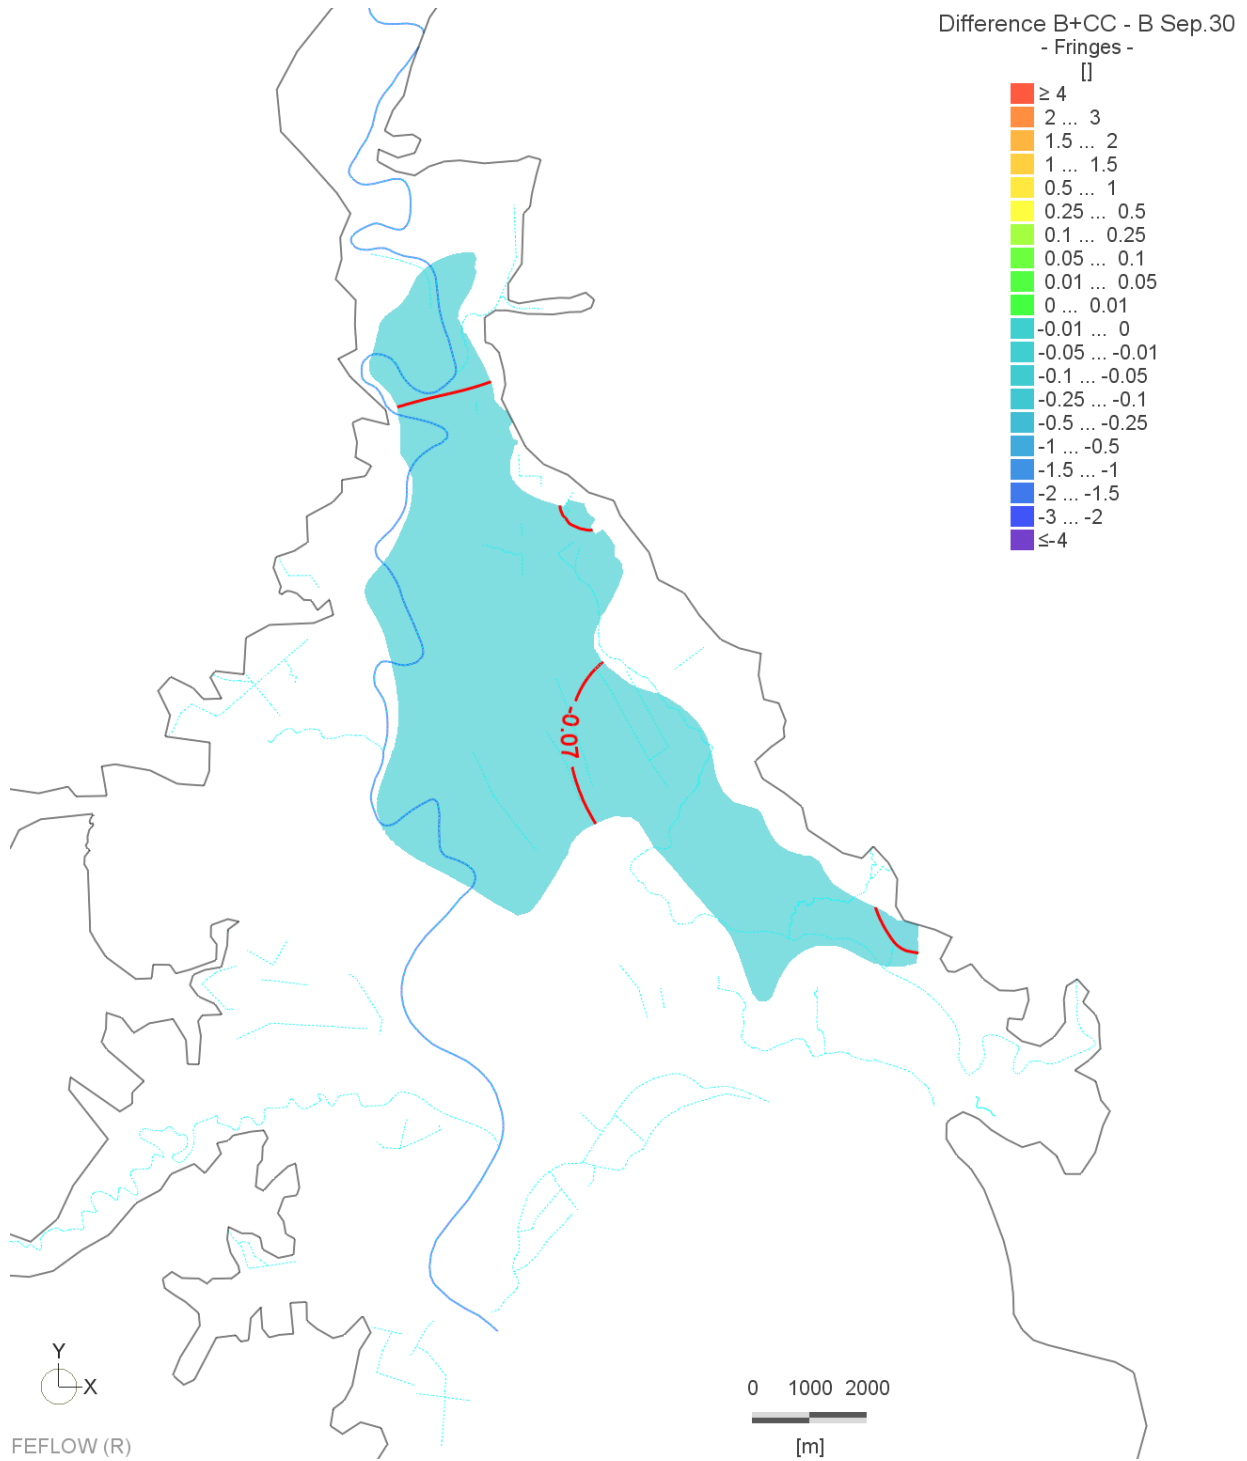 Difference B+CC - B Sep.30
- Fringes -
[]
≥ 4
2 ... 3
1.5 ... 2
1 ... 1.5
0.5 ... 1
0.25 ... 0.5
0.1 ... 0.25
0.05 ... 0.1
0.01 ... 0.05
0 ... 0.01
-0.01 ... 0
-0.05 ... -0.01
-0.1 ... -0.05
-0.25 ... -0.1
-0.5 ... -0.25
-1 ... -0.5
-1.5 ... -1
-2 ... -1.5
-3 ... -2
≤-4
-0.07
Y
X
0 1000 2000
[m]
FEFLOW (R)